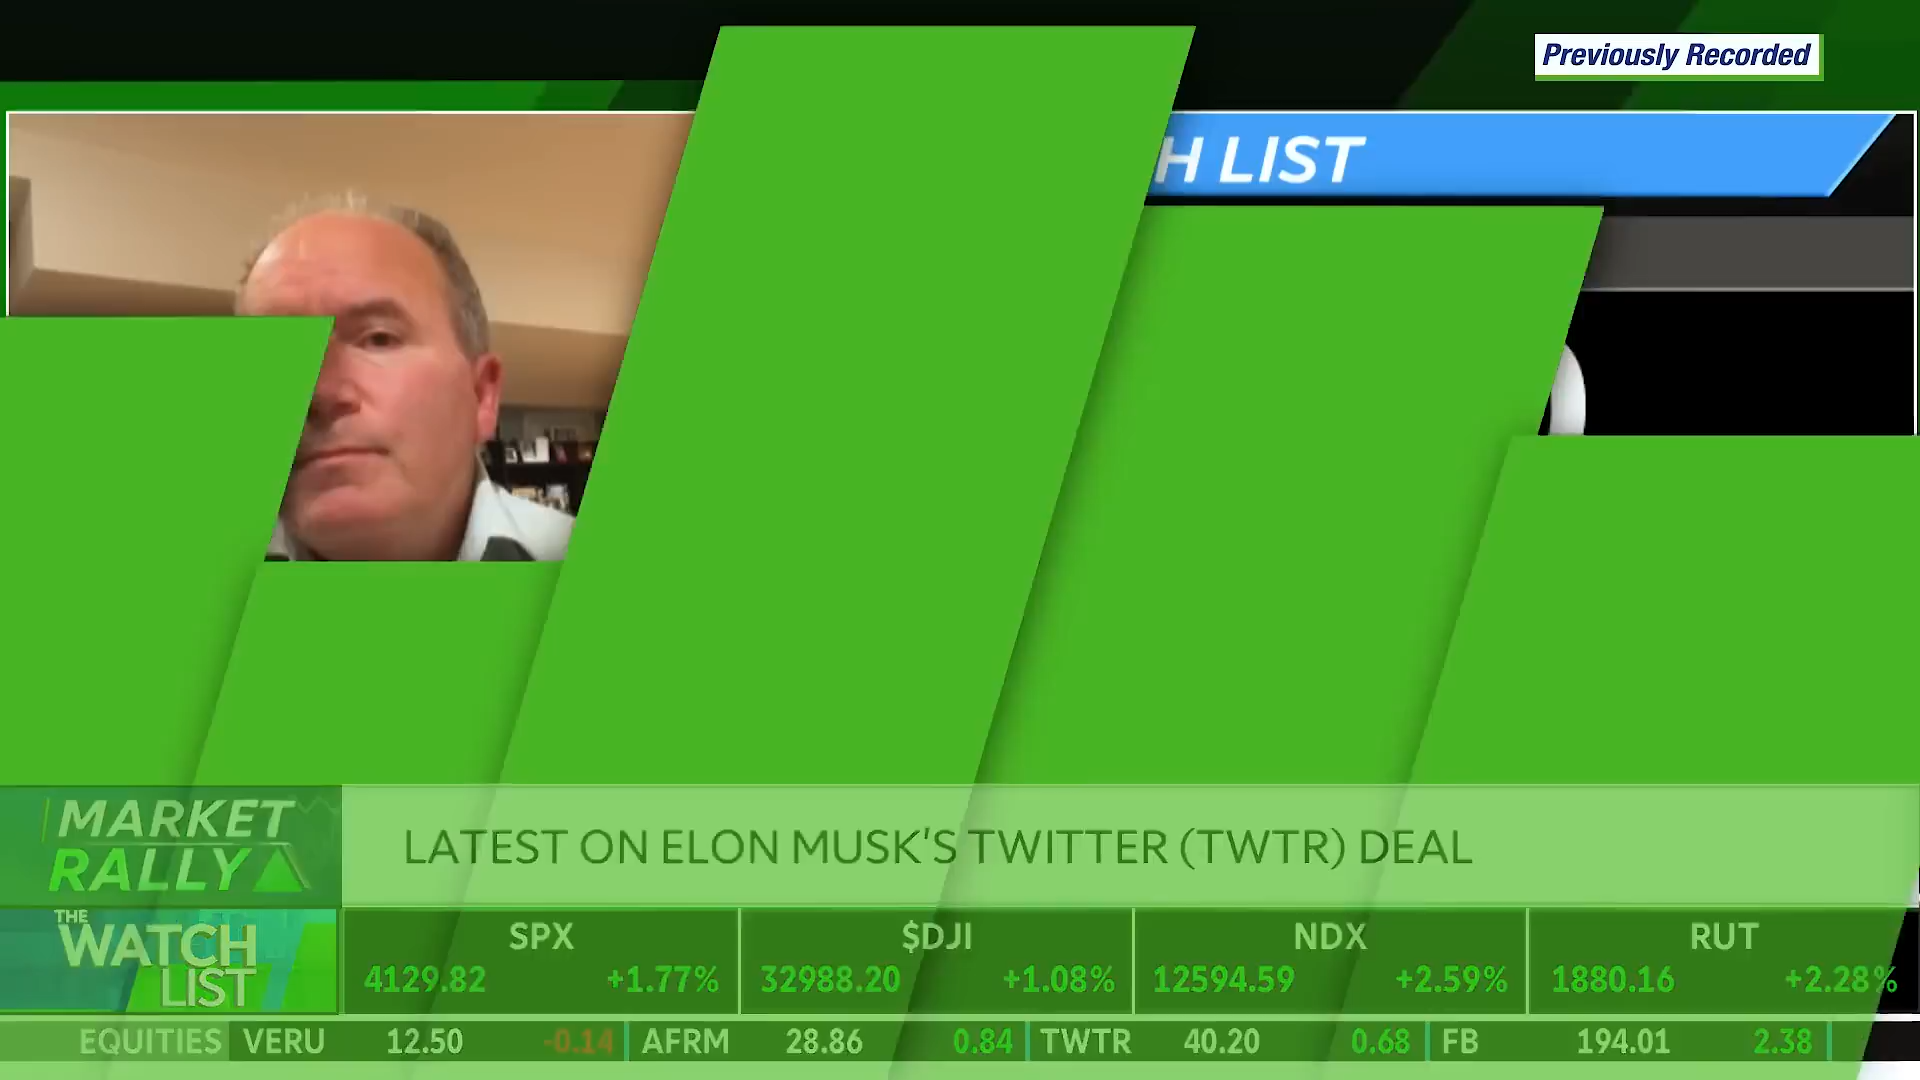 Previously Recorded
H LIST
MARKET
RALLY
LATEST ON ELON MUSK'S TWITTER (TWTR) DEAL
THE
WATCH
LIST
SPX
4129.82 +1.77%
$DJI
32988.20 +1.08%
NDX
12594.59 +2.59%
RUT
1880.16 +2.28%
EQUITIES VERU 12.50 -0.14 AFRM 28.86 0.84 TWTR 40.20 0.68 FB 194.01 2.38